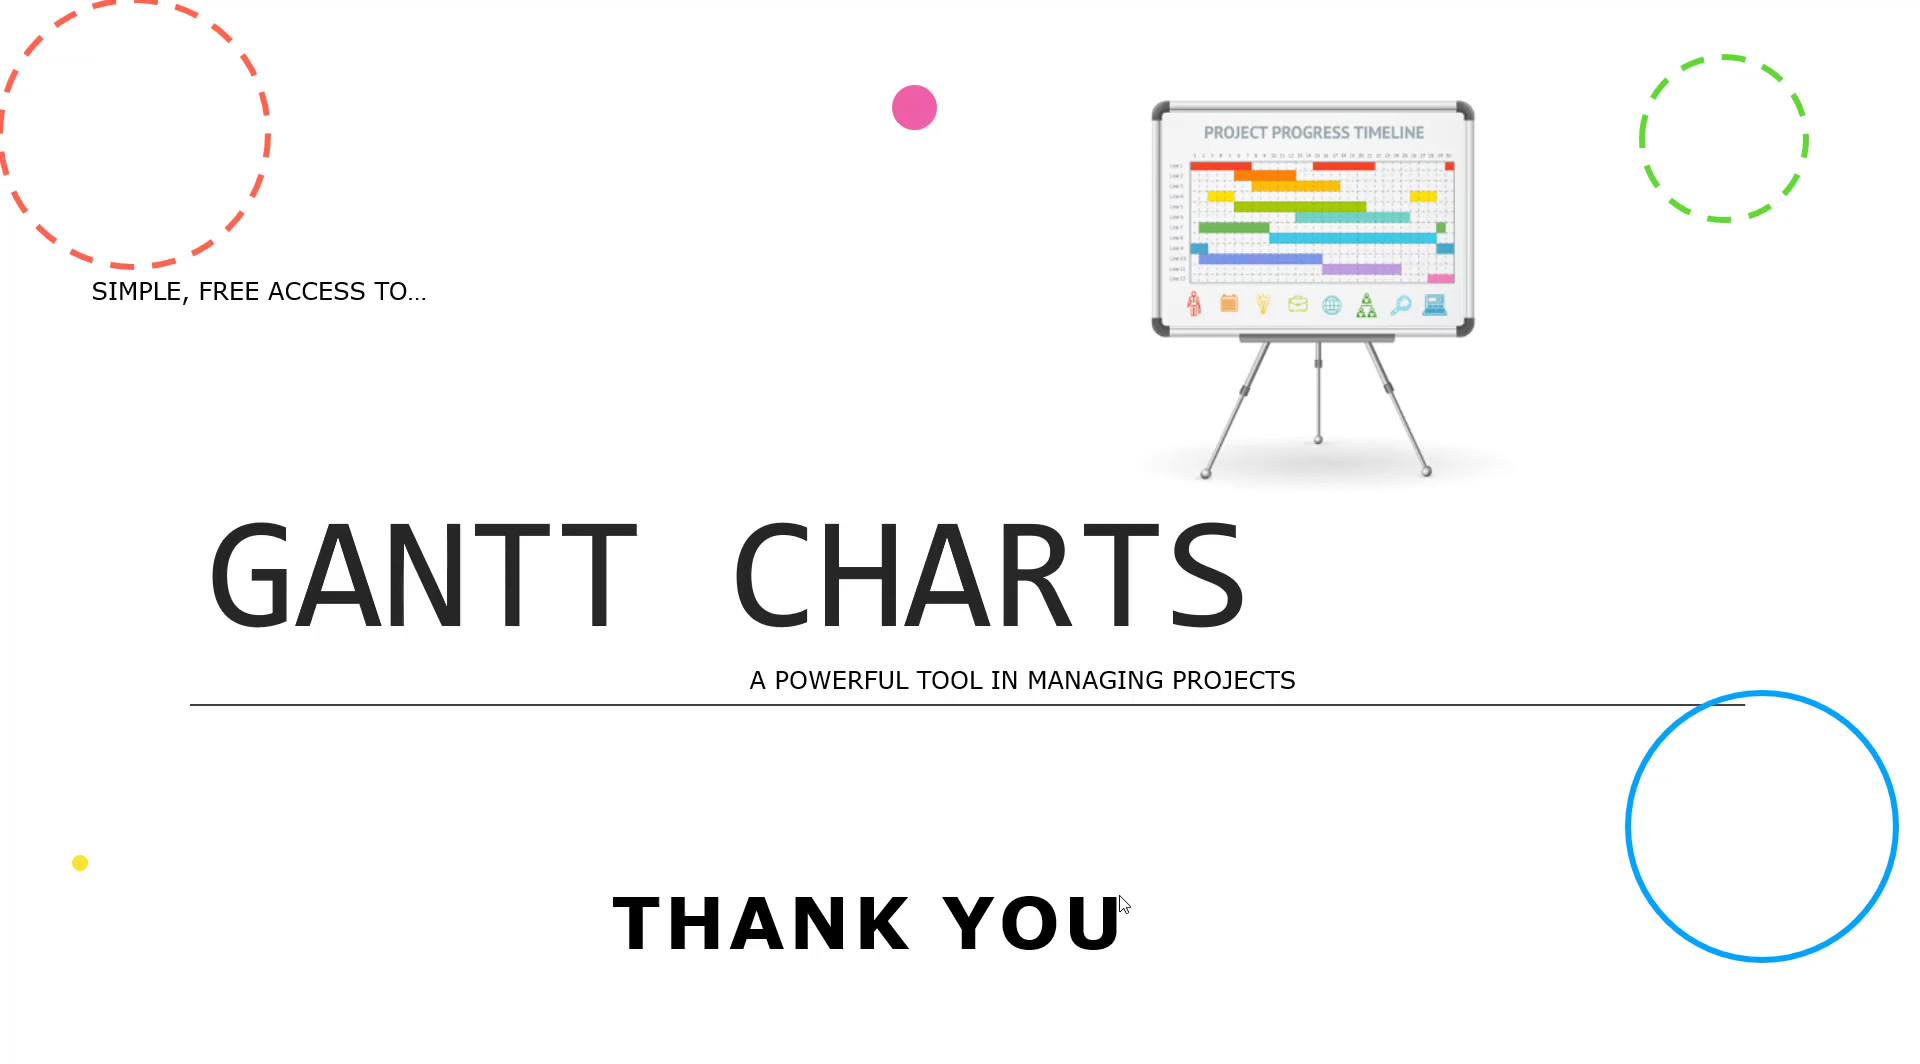 PROJECT PROGRESS TIMELINE
SIMPLE, FREE ACCESS TO...
GANTT CHARTS
A POWERFUL TOOL IN MANAGING PROJECTS
THANK YOU